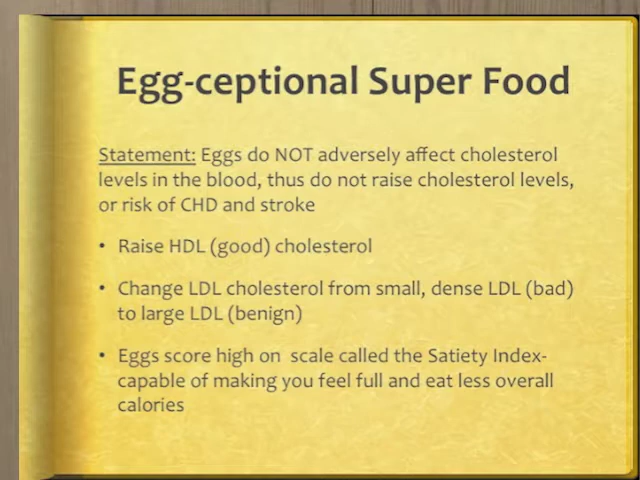 Egg-ceptional Super Food
Statement: Eggs do NOT adversely affect cholesterol
levels in the blood, thus do not raise cholesterol levels,
or risk of CHD and stroke
• Raise HDL (good) cholesterol
• Change LDL cholesterol from small, dense LDL (bad)
to large LDL (benign)
• Eggs score high on scale called the Satiety Index-
capable of making you feel full and eat less overall
calories